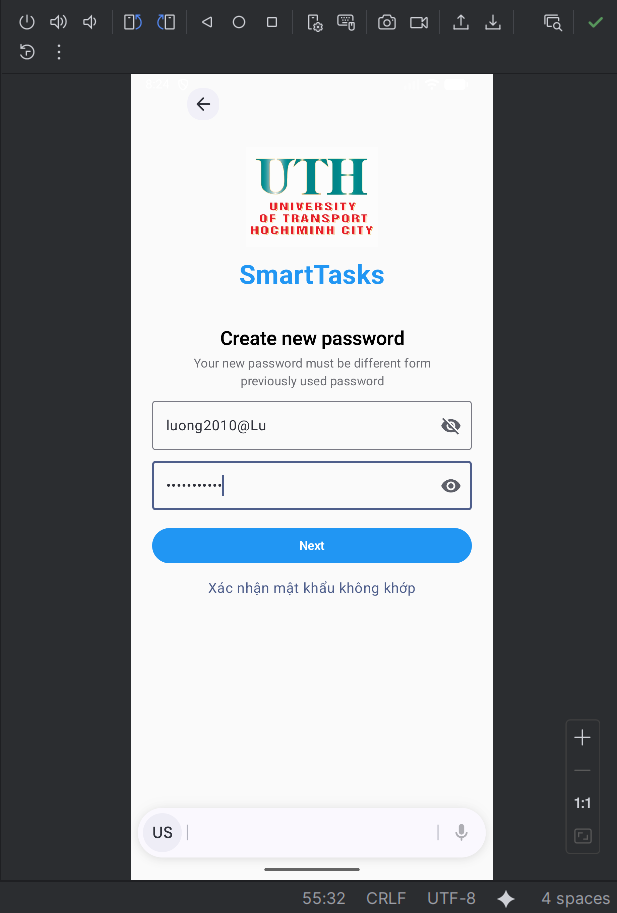 UTH
UNIVERSITY
OF TRANSPORT
HOCHIMINH CITY
SmartTasks
Create new password
Your new password must be different form
previously used password
luong2010@Lu
•••••••••••
Next
Xác nhận mật khẩu không khớp
US
1:1
55:32 CRLF UTF-8 4 spaces